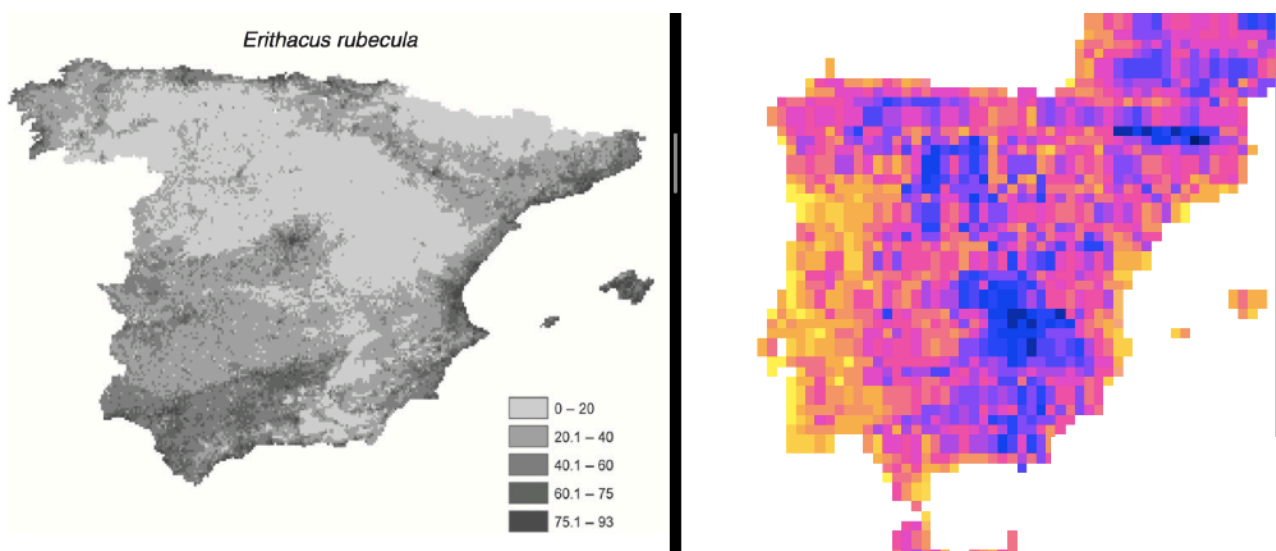 Erithacus rubecula
0 – 20
20.1 – 40
40.1 – 60
60.1 – 75
75.1 – 93